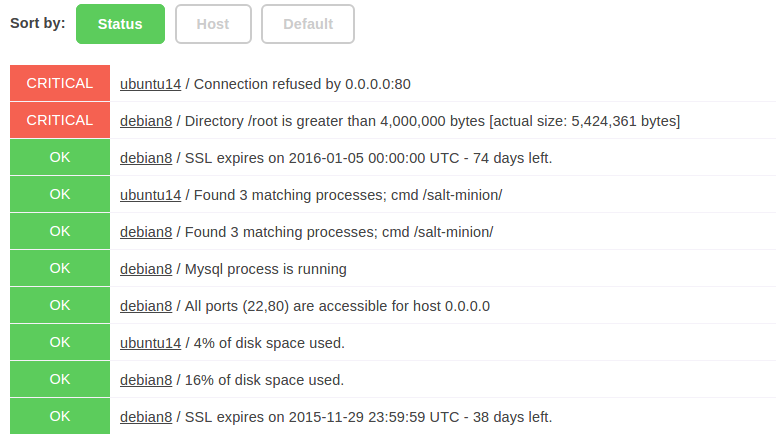 Sort by: Status Host Default
CRITICAL ubuntu14 / Connection refused by 0.0.0.0:80
CRITICAL debian8 / Directory /root is greater than 4,000,000 bytes [actual size: 5,424,361 bytes]
OK debian8 / SSL expires on 2016-01-05 00:00:00 UTC - 74 days left.
OK ubuntu14 / Found 3 matching processes; cmd /salt-minion/
OK debian8 / Found 3 matching processes; cmd /salt-minion/
OK debian8 / Mysql process is running
OK debian8 / All ports (22,80) are accessible for host 0.0.0.0
OK ubuntu14 / 4% of disk space used.
OK debian8 / 16% of disk space used.
OK debian8 / SSL expires on 2015-11-29 23:59:59 UTC - 38 days left.